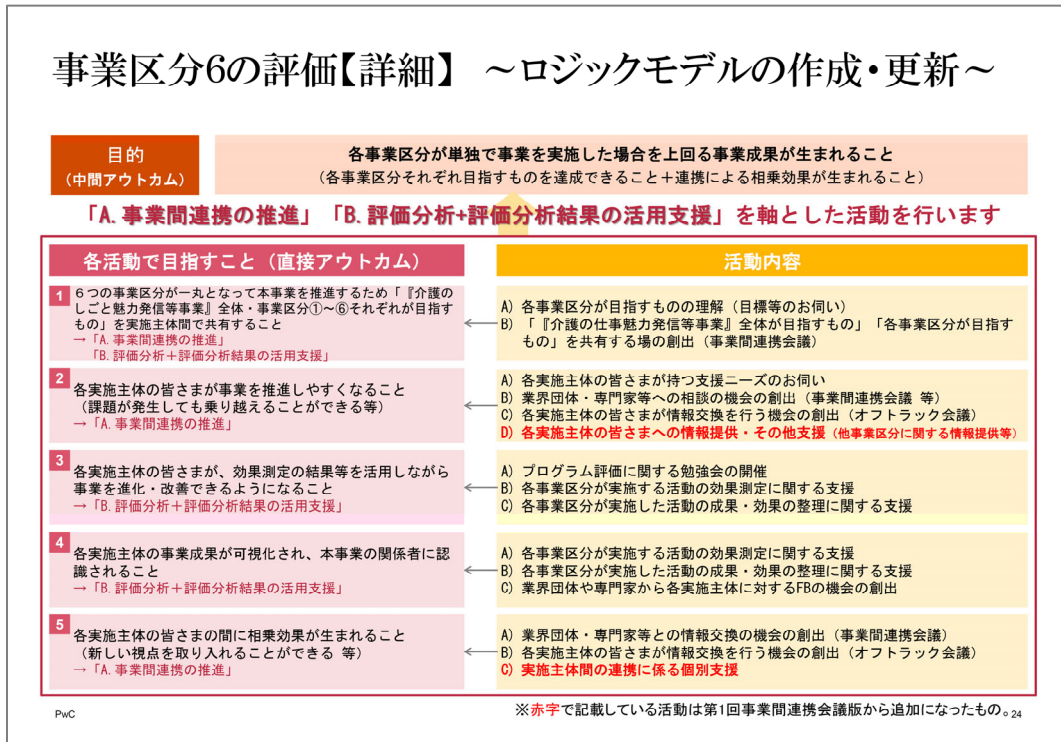 事業区分6の評価【詳細】 ～ロジックモデルの作成・更新～
目的
（中間アウトカム）
各事業区分が単独で事業を実施した場合を上回る事業成果が生まれること
（各事業区分それぞれ目指すものを達成できること＋連携による相乗効果が生まれること）
「A.事業間連携の推進」「B.評価分析+評価分析結果の活用支援」を軸とした活動を行います
各活動で目指すこと（直接アウトカム）
活動内容
1
６つの事業区分が一丸となって本事業を推進するため「『介護の
しごと魅力発信等事業』全体・事業区分①～⑥それぞれが目指す
もの」を実施主体間で共有すること
→「A.事業間連携の推進」
「B.評価分析＋評価分析結果の活用支援」
A) 各事業区分が目指すものの理解（目標等のお伺い）
B) 「『介護の仕事魅力発信等事業』全体が目指すもの」「各事業区分が目指す
もの」を共有する場の創出（事業間連携会議）
2
各実施主体の皆さまが事業を推進しやすくなること
（課題が発生しても乗り越えることができる等）
→「A.事業間連携の推進」
A) 各実施主体の皆さまが持つ支援ニーズのお伺い
B) 業界団体・専門家等への相談の機会の創出（事業間連携会議 等）
C) 各実施主体の皆さまが情報交換を行う機会の創出（オフトラック会議）
D) 各実施主体の皆さまへの情報提供・その他支援（他事業区分に関する情報提供等）
3
各実施主体の皆さまが、効果測定の結果等を活用しながら
事業を進化・改善できるようになること
→「B.評価分析＋評価分析結果の活用支援」
A) プログラム評価に関する勉強会の開催
B) 各事業区分が実施する活動の効果測定に関する支援
C) 各事業区分が実施した活動の成果・効果の整理に関する支援
4
各実施主体の事業成果が可視化され、本事業の関係者に認
識されること
→「B.評価分析＋評価分析結果の活用支援」
A) 各事業区分が実施する活動の効果測定に関する支援
B) 各事業区分が実施した活動の成果・効果の整理に関する支援
C) 業界団体や専門家から各実施主体に対するFBの機会の創出
5
各実施主体の皆さまの間に相乗効果が生まれること
（新しい視点を取り入れることができる 等）
→「A.事業間連携の推進」
A) 業界団体・専門家等との情報交換の機会の創出（事業間連携会議）
B) 各実施主体の皆さまが情報交換を行う機会の創出（オフトラック会議）
C) 実施主体間の連携に係る個別支援
PwC
※赤字で記載している活動は第1回事業間連携会議版から追加になったもの。24